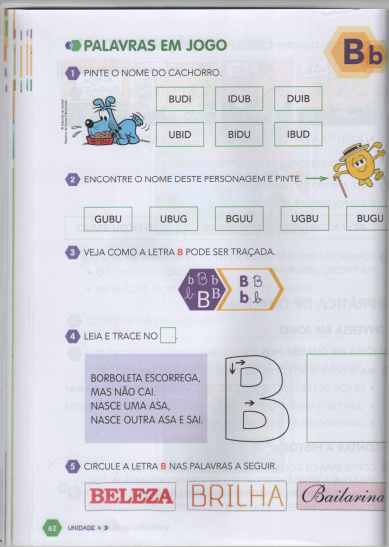 PALAVRAS EM JOGO
Bb
1 PINTE O NOME DO CACHORRO.
BUDI IDUB DUIB
UBID BIDU IBUD
2 ENCONTRE O NOME DESTE PERSONAGEM E PINTE.
GUBU UBUG BGUU UGBU BUGU
3 VEJA COMO A LETRA B PODE SER TRAÇADA.
b B b B B
b B B b b
4 LEIA E TRACE NO .
BORBOLETA ESCORREGA,
MAS NÃO CAI.
NASCE UMA ASA,
NASCE OUTRA ASA E SAI.
B
5 CIRCULE A LETRA B NAS PALAVRAS A SEGUIR.
BELEZA BRILHA Bailarina
62 UNIDADE 4